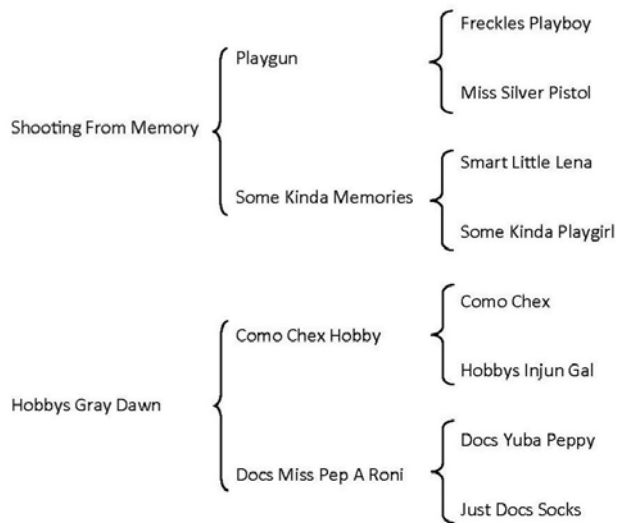 Freckles Playboy
Playgun
Miss Silver Pistol
Shooting From Memory
Smart Little Lena
Some Kinda Memories
Some Kinda Playgirl
Como Chex
Como Chex Hobby
Hobbys Injun Gal
Hobbys Gray Dawn
Docs Yuba Peppy
Docs Miss Pep A Roni
Just Docs Socks